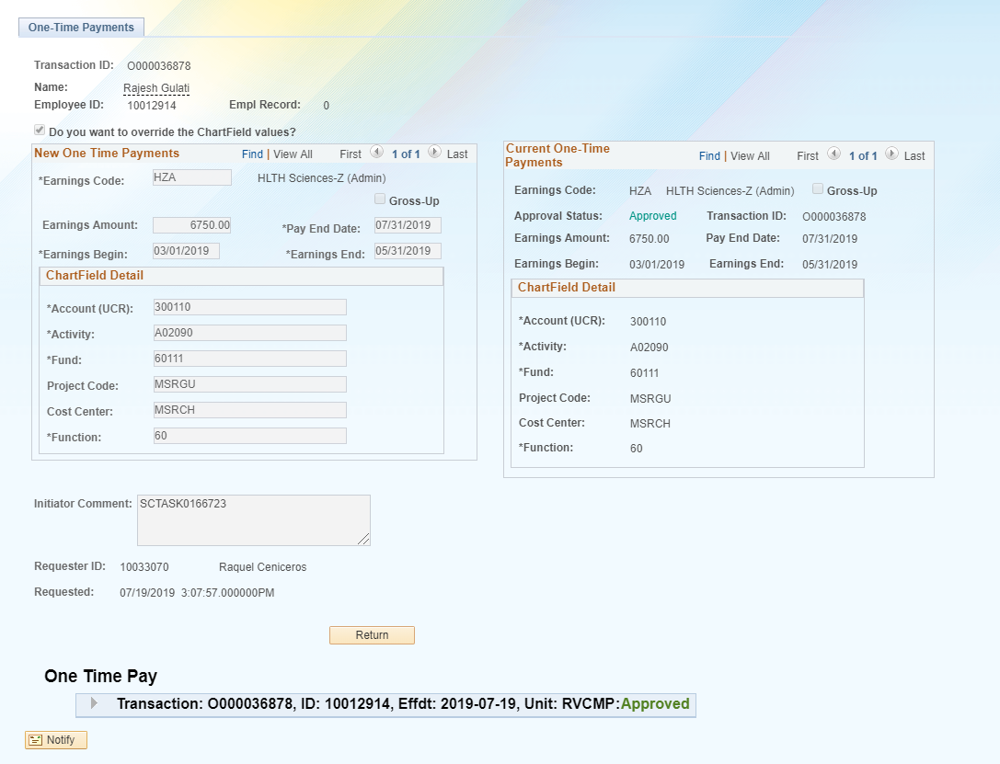 One-Time Payments
Transaction ID: O000036878
Name: Rajesh Gulati
Employee ID: 10012914 Empl Record: 0
Do you want to override the ChartField values?
New One Time Payments Find | View All First 1 of 1 Last
*Earnings Code: HZA HLTH Sciences-Z (Admin)
Gross-Up
Earnings Amount: 6750.00 *Pay End Date: 07/31/2019
*Earnings Begin: 03/01/2019 *Earnings End: 05/31/2019
ChartField Detail
*Account (UCR): 300110
*Activity: A02090
*Fund: 60111
Project Code: MSRGU
Cost Center: MSRCH
*Function: 60
Current One-Time
Payments Find | View All First 1 of 1 Last
Earnings Code: HZA HLTH Sciences-Z (Admin) Gross-Up
Approval Status: Approved Transaction ID: O000036878
Earnings Amount: 6750.00 Pay End Date: 07/31/2019
Earnings Begin: 03/01/2019 Earnings End: 05/31/2019
ChartField Detail
*Account (UCR): 300110
*Activity: A02090
*Fund: 60111
Project Code: MSRGU
Cost Center: MSRCH
*Function: 60
Initiator Comment: SCTASK0166723
Requester ID: 10033070 Raquel Ceniceros
Requested: 07/19/2019 3:07:57.000000PM
Return
One Time Pay
Transaction: O000036878, ID: 10012914, Effdt: 2019-07-19, Unit: RVCMP:Approved
Notify